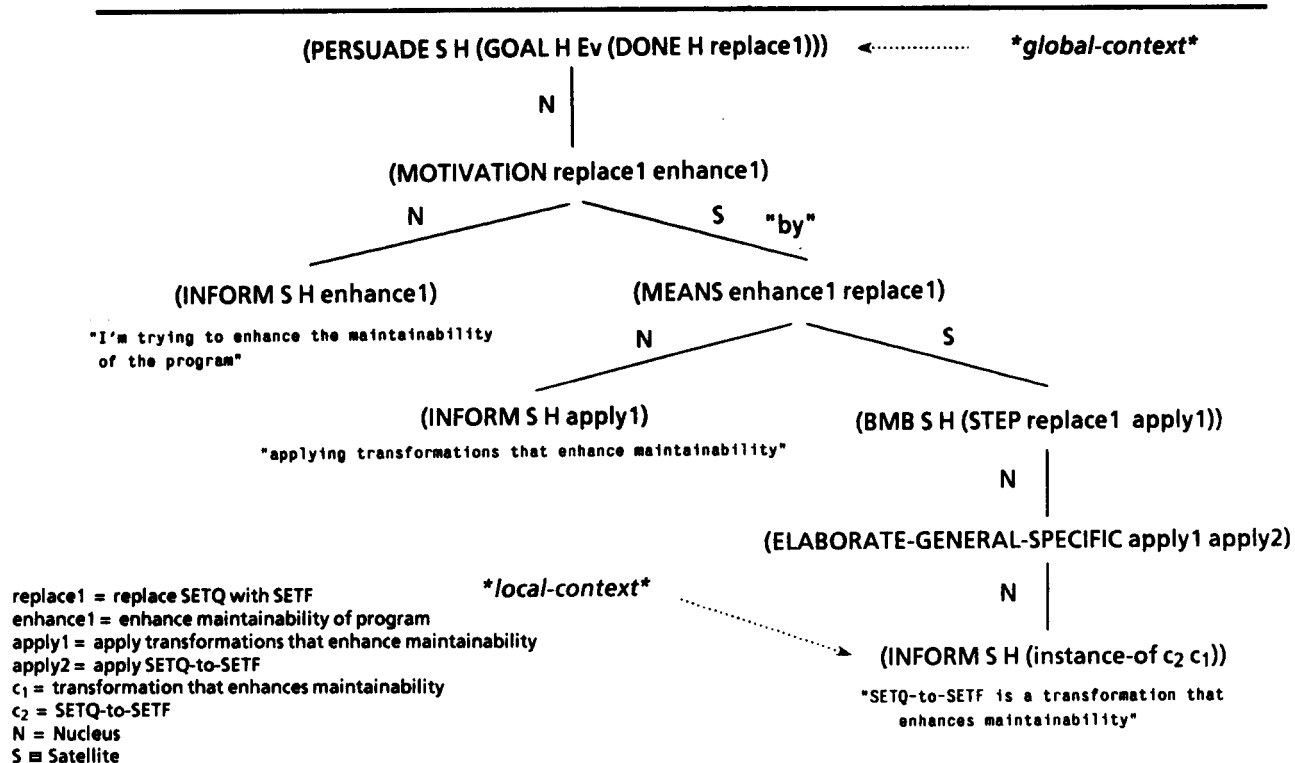 (PERSUADE S H (GOAL H Ev (DONE H replace1))) *global-context*
N
(MOTIVATION replace1 enhance1)
N S "by"
(INFORM S H enhance1) (MEANS enhance1 replace1)
"I'm trying to enhance the maintainability
of the program"
N S
(INFORM S H apply1) (BMB S H (STEP replace1 apply1))
"applying transformations that enhance maintainability"
N
(ELABORATE-GENERAL-SPECIFIC apply1 apply2)
*local-context* N
(INFORM S H (instance-of c₂ c₁))
"SETQ-to-SETF is a transformation that
enhances maintainability"
replace1 = replace SETQ with SETF
enhance1 = enhance maintainability of program
apply1 = apply transformations that enhance maintainability
apply2 = apply SETQ-to-SETF
c₁ = transformation that enhances maintainability
c₂ = SETQ-to-SETF
N = Nucleus
S = Satellite